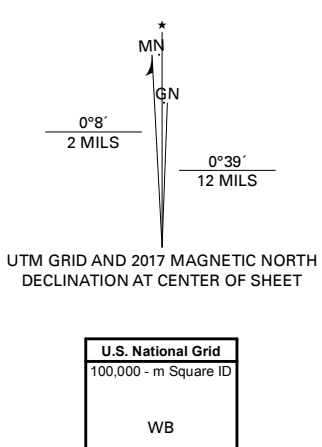 ★
MN
GN
0°8´
2 MILS
0°39´
12 MILS
UTM GRID AND 2017 MAGNETIC NORTH
DECLINATION AT CENTER OF SHEET
U.S. National Grid
100,000 - m Square ID
WB